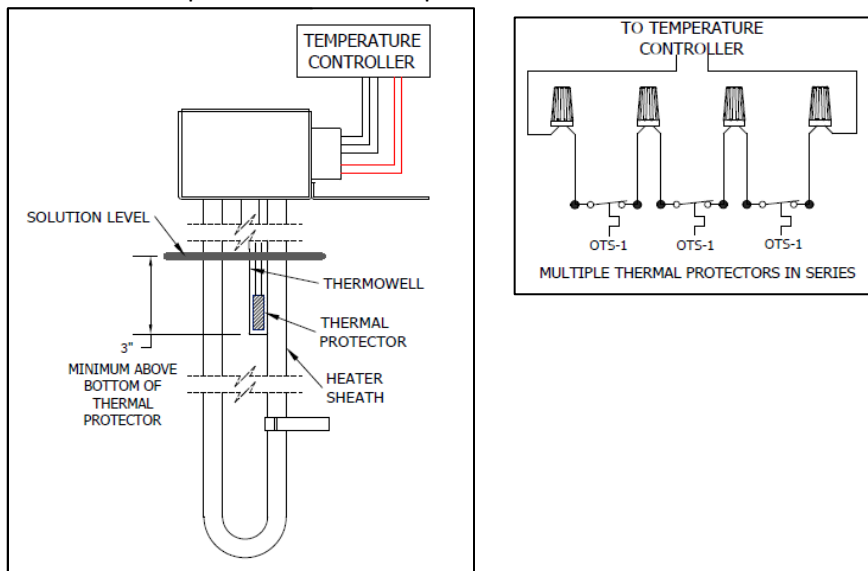 TEMPERATURE
CONTROLLER
SOLUTION LEVEL
THERMOWELL
THERMAL
PROTECTOR
3"
MINIMUM ABOVE
BOTTOM OF
THERMAL
PROTECTOR
HEATER
SHEATH
TO TEMPERATURE
CONTROLLER
OTS-1 OTS-1 OTS-1
MULTIPLE THERMAL PROTECTORS IN SERIES